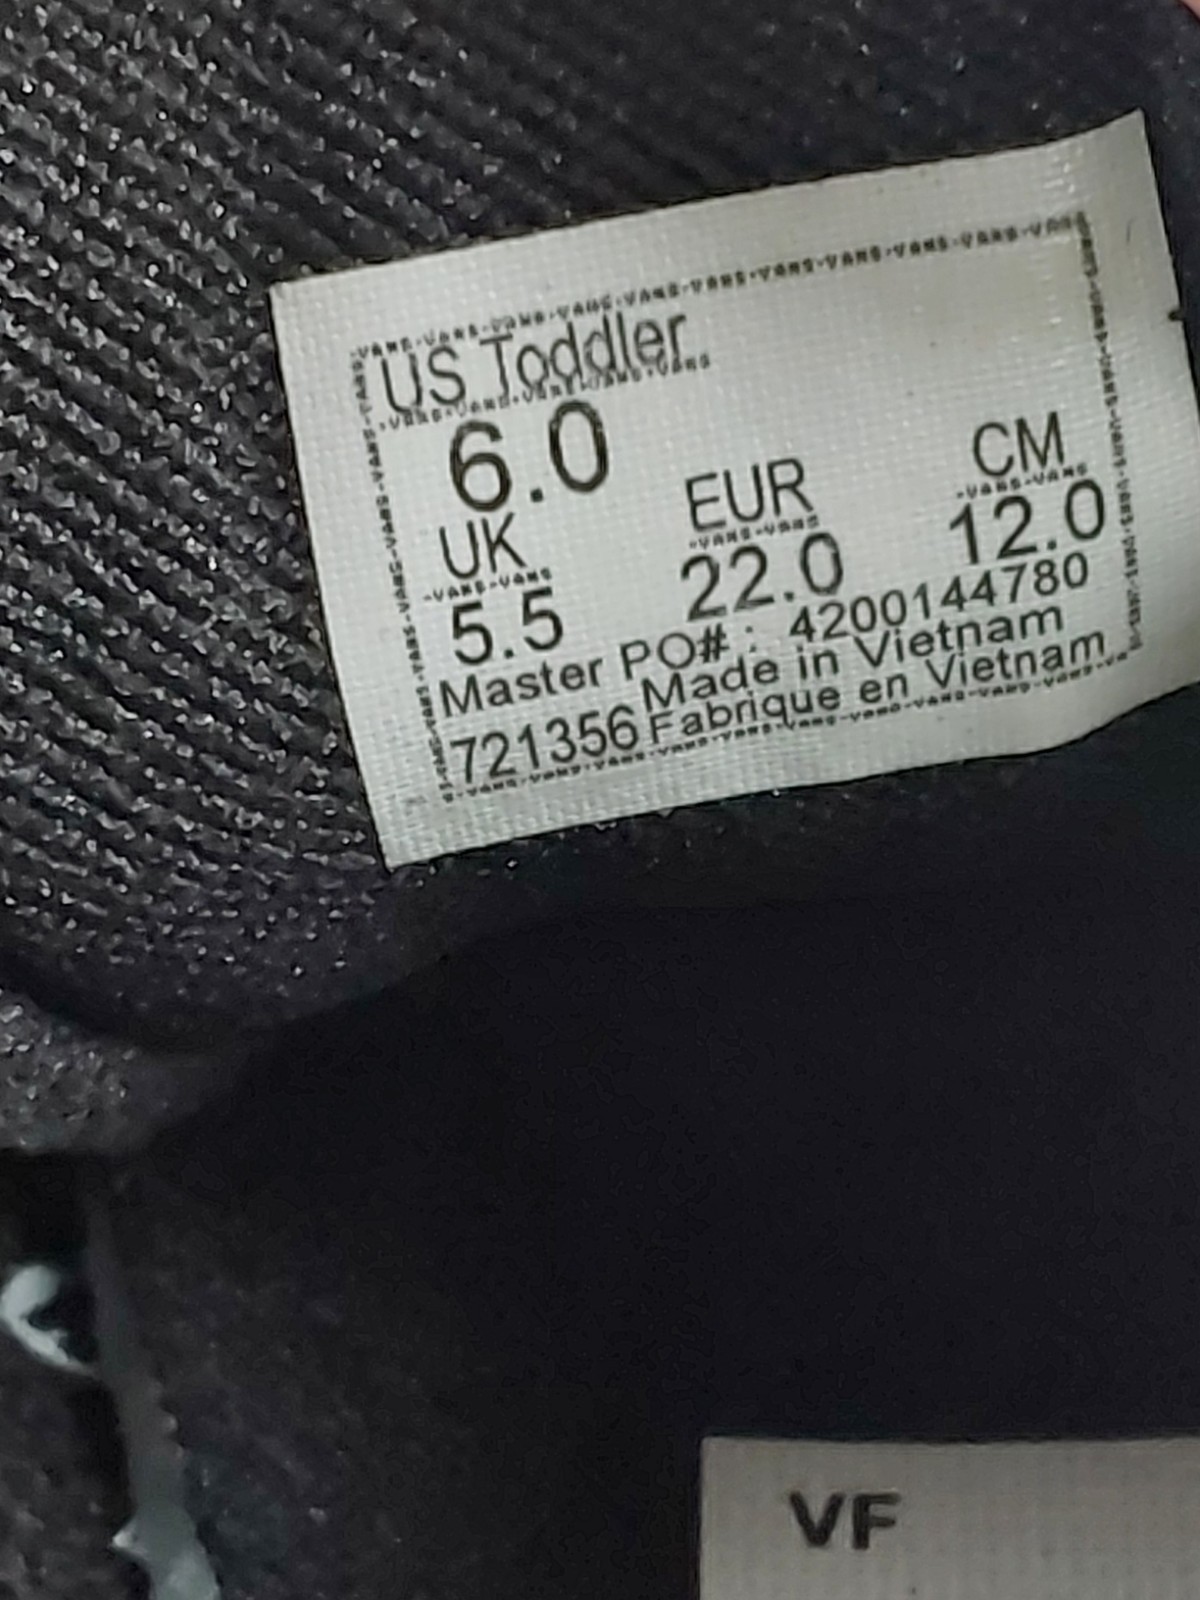 US Toddler
6.0
UK EUR CM
5.5 22.0 12.0
Master PO# : 4200144780
721356 Made in Vietnam
Fabrique en Vietnam
VF